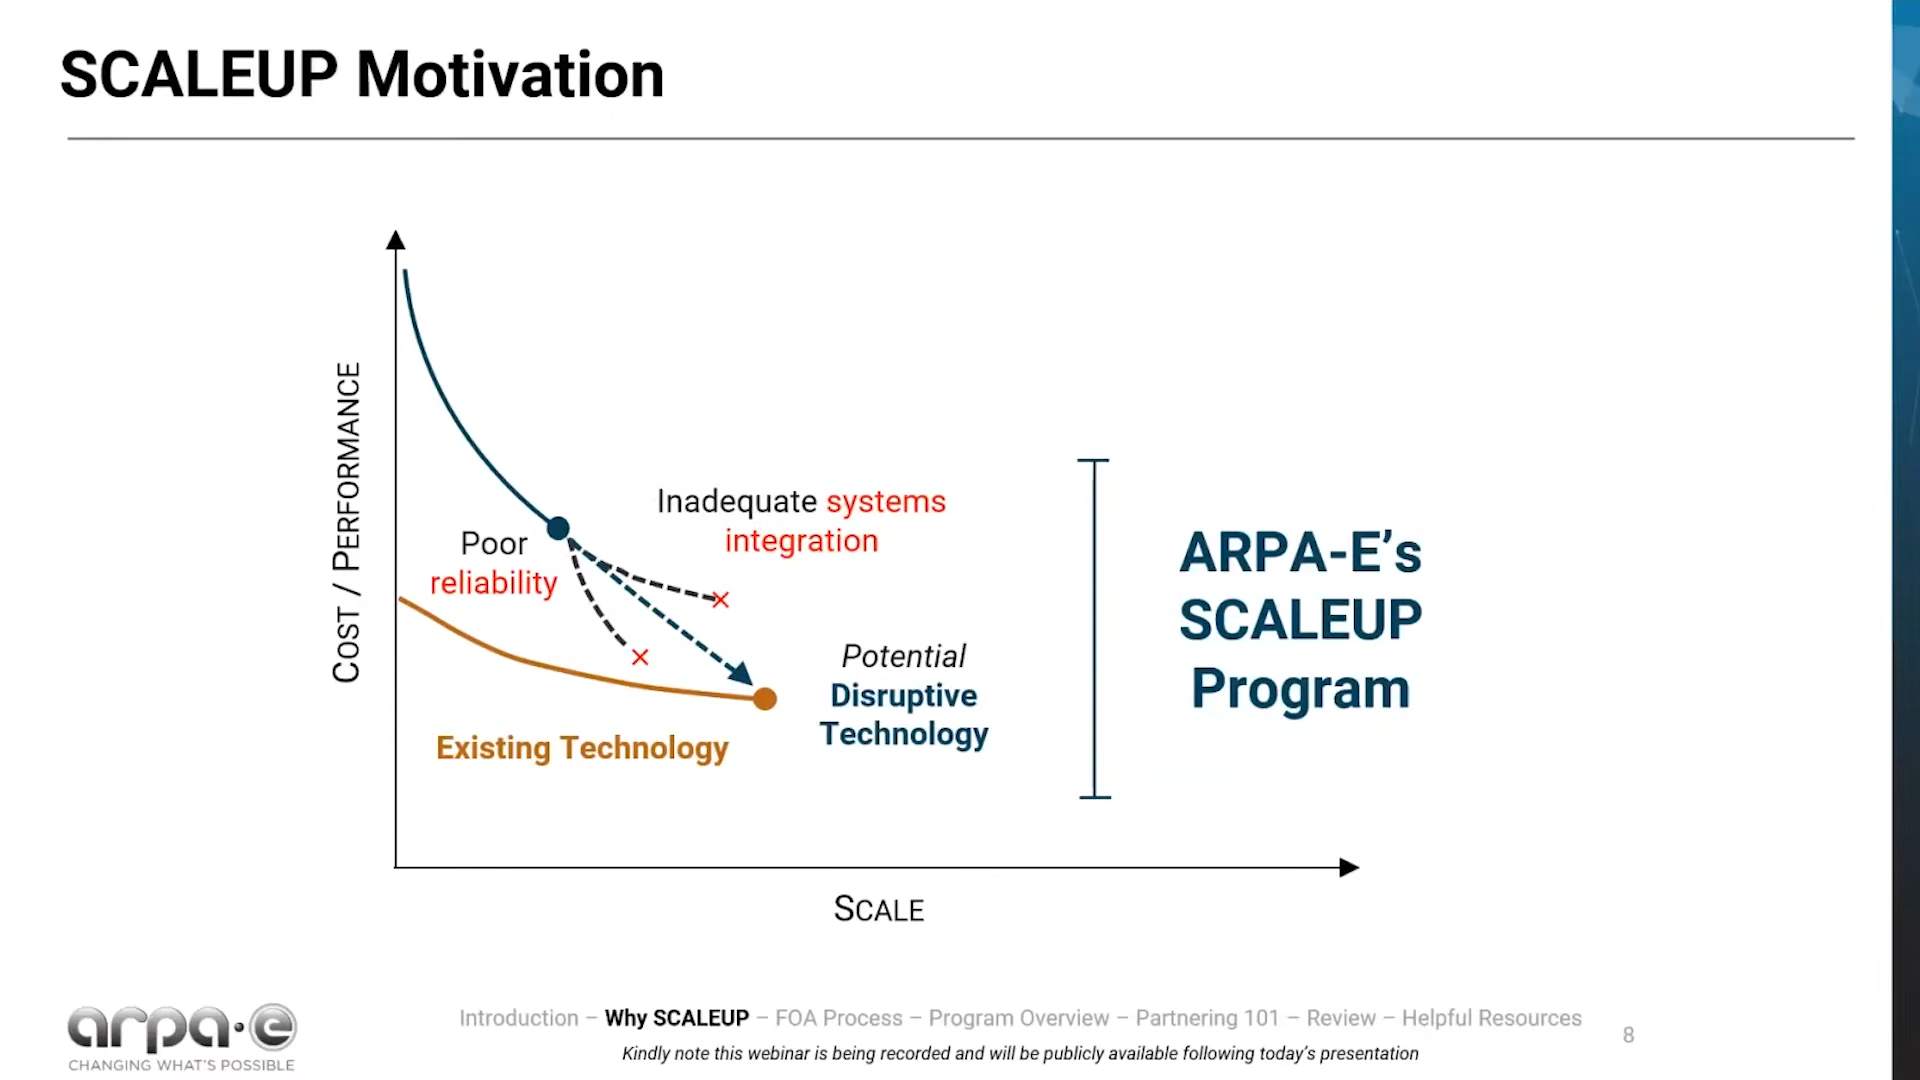 SCALEUP Motivation
COST / PERFORMANCE
Inadequate systems
integration
Poor
reliability
Potential
Disruptive
Technology
Existing Technology
ARPA-E’s
SCALEUP
Program
SCALE
arpa·e
CHANGING WHAT'S POSSIBLE
Introduction – Why SCALEUP – FOA Process – Program Overview – Partnering 101 – Review – Helpful Resources
Kindly note this webinar is being recorded and will be publicly available following today’s presentation
8